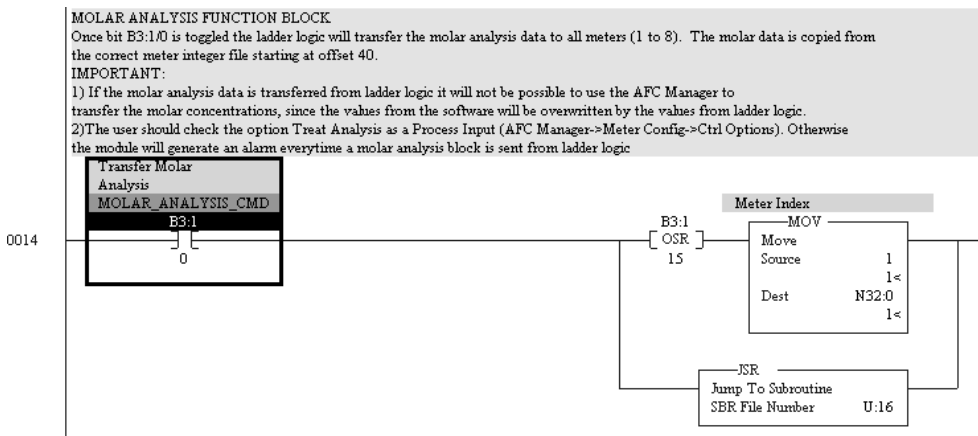 MOLAR ANALYSIS FUNCTION BLOCK
Once bit B3:1/0 is toggled the ladder logic will transfer the molar analysis data to all meters (1 to 8).  The molar data is copied from
the correct meter integer file starting at offset 40.
IMPORTANT:
1) If the molar analysis data is transferred from ladder logic it will not be possible to use the AFC Manager to
transfer the molar concentrations, since the values from the software will be overwritten by the values from ladder logic.
2)The user should check the option Treat Analysis as a Process Input (AFC Manager->Meter Config->Ctrl Options). Otherwise
the module will generate an alarm everytime a molar analysis block is sent from ladder logic
Transfer Molar
Analysis
MOLAR_ANALYSIS_CMD
B3:1
0
0014
B3:1
OSR
15
Meter Index
MOV
Move
Source 1
1<
Dest N32:0
1<
JSR
Jump To Subroutine
SBR File Number U:16